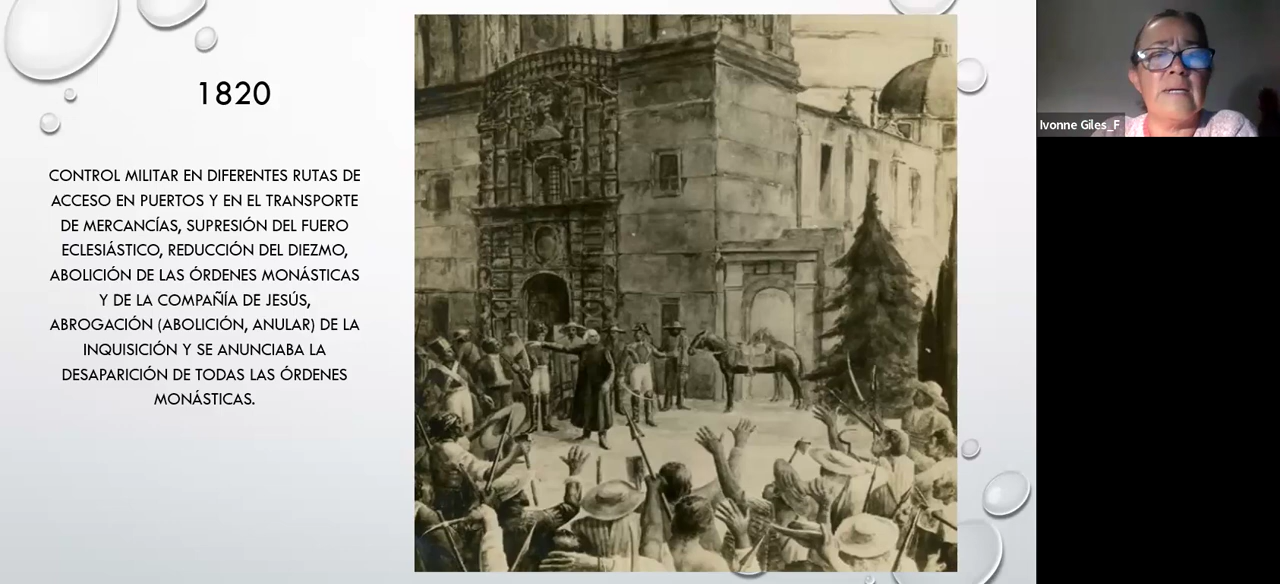 1820
CONTROL MILITAR EN DIFERENTES RUTAS DE
ACCESO EN PUERTOS Y EN EL TRANSPORTE
DE MERCANCÍAS, SUPRESIÓN DEL FUERO
ECLESIÁSTICO, REDUCCIÓN DEL DIEZMO,
ABOLICIÓN DE LAS ÓRDENES MONÁSTICAS
Y DE LA COMPAÑÍA DE JESÚS,
ABROGACIÓN (ABOLICIÓN, ANULAR) DE LA
INQUISICIÓN Y SE ANUNCIABA LA
DESAPARICIÓN DE TODAS LAS ÓRDENES
MONÁSTICAS.
Ivonne Giles_F